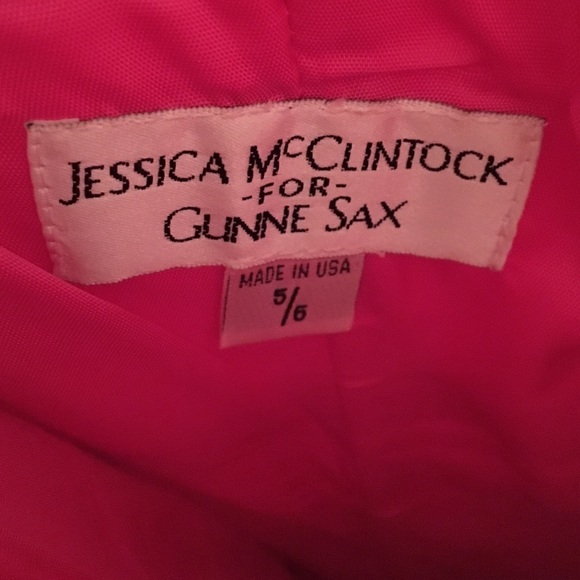 JESSICA MCCLINTOCK
-FOR-
GUNNE SAX
MADE IN USA
5/6